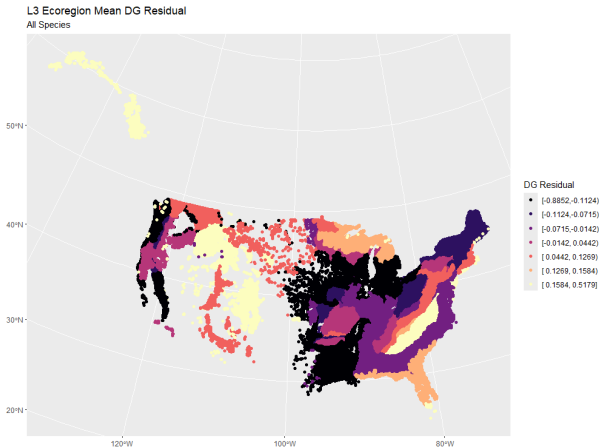 L3 Ecoregion Mean DG Residual
All Species
50°N
40°N
30°N
20°N
120°W
100°W
80°W
DG Residual
[-0.8852,-0.1124)
[-0.1124,-0.0715)
[-0.0715,-0.0142)
[-0.0142, 0.0442)
[ 0.0442, 0.1269)
[ 0.1269, 0.1584)
[ 0.1584, 0.5179]